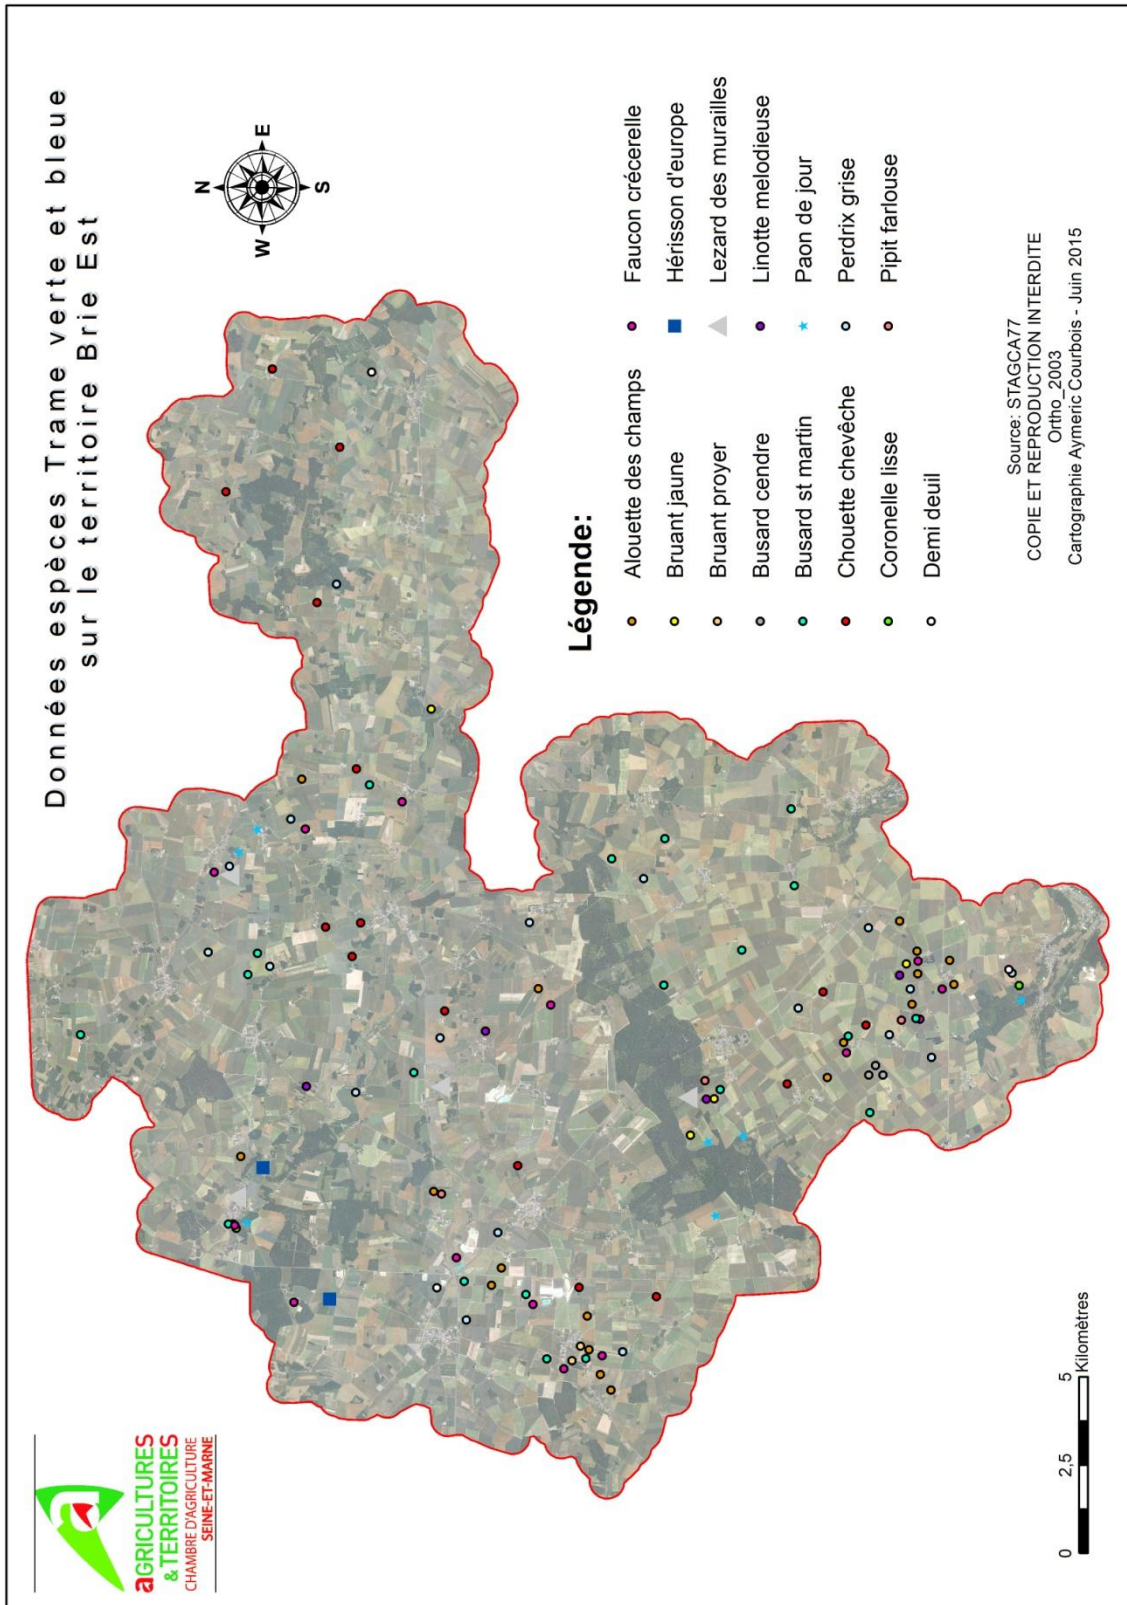 Données espèces Trame verte et bleue
sur le territoire Brie Est
N
W
E
S
aGRICULTURES
& TERRITOIRES
CHAMBRE D'AGRICULTURE
SEINE-ET-MARNE
Légende:
Alouette des champs
Bruant jaune
Bruant proyer
Busard cendre
Busard st martin
Chouette chevêche
Coronelle lisse
Demi deuil
Faucon crécerelle
Hérisson d'europe
Lezard des murailles
Linotte melodieuse
Paon de jour
Perdrix grise
Pipit farlouse
0 2,5 5
Kilomètres
Source: STAGCA77
COPIE ET REPRODUCTION INTERDITE
Ortho_2003
Cartographie Aymeric Courbois - Juin 2015